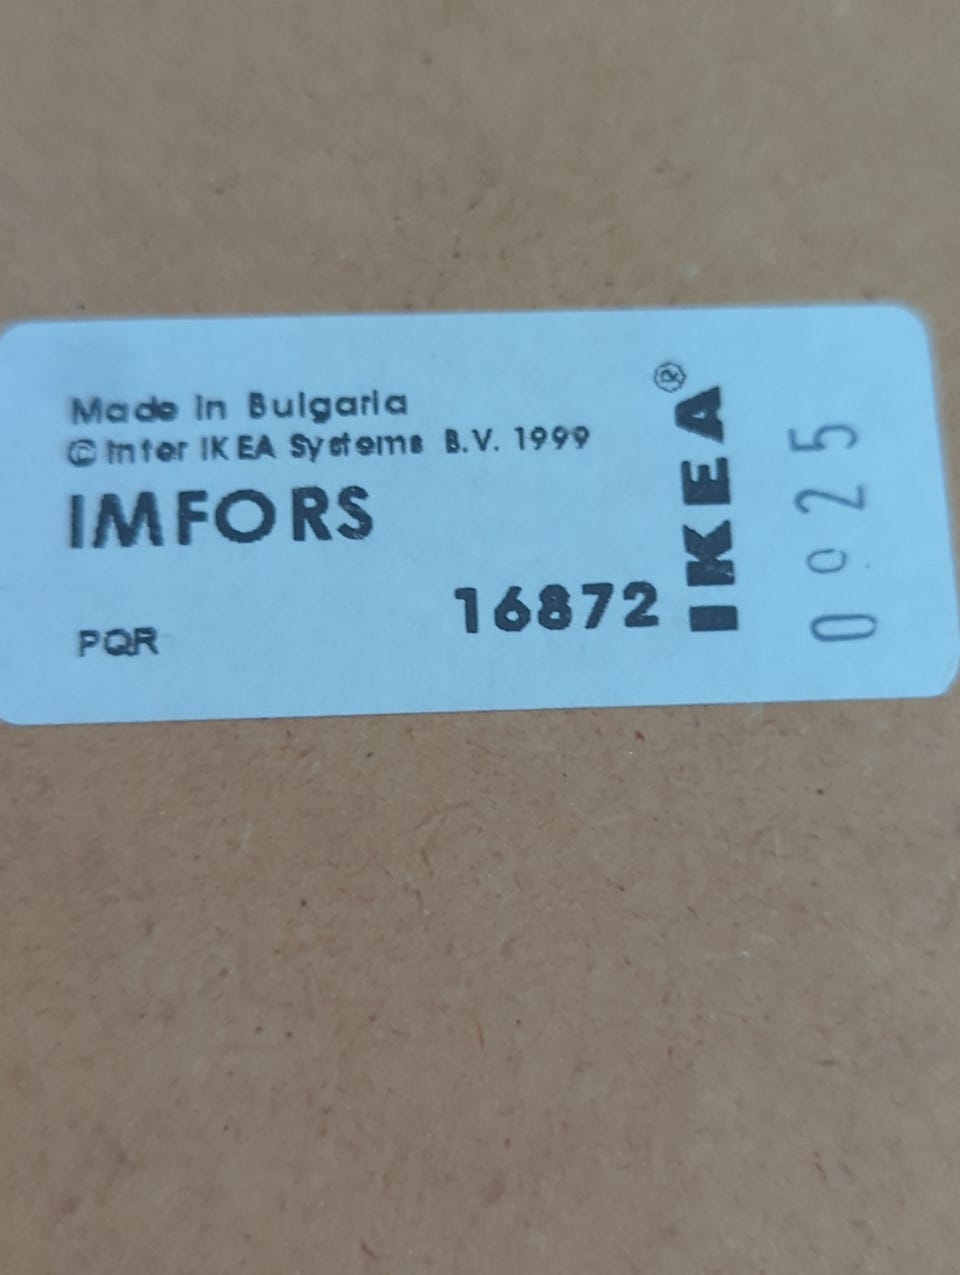 Made in Bulgaria
© Inter IKEA Systems B.V. 1999
IMFORS
16872
PQR
IKEA®
0025